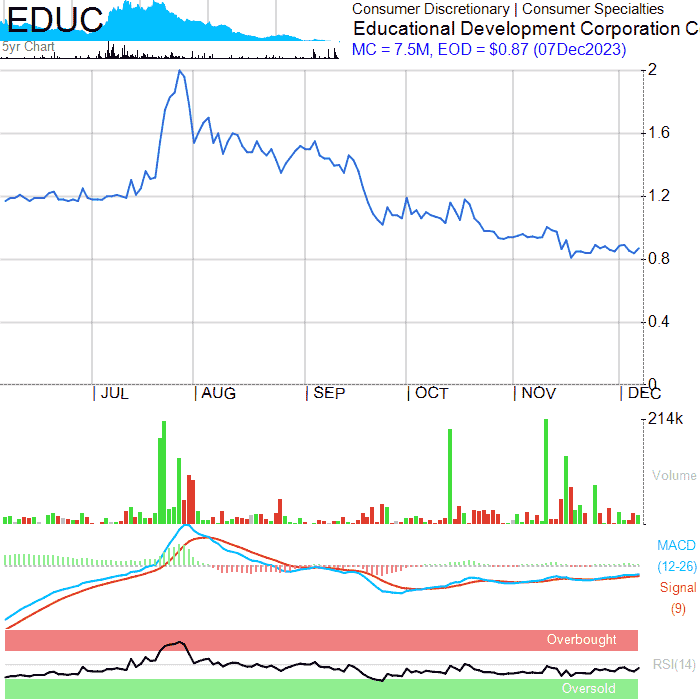 EDUC
5yr Chart
Consumer Discretionary | Consumer Specialties
Educational Development Corporation C
MC = 7.5M, EOD = $0.87 (07Dec2023)
2
1.6
1.2
0.8
0.4
0
JUL AUG SEP OCT NOV DEC
214k
Volume
MACD
(12-26)
Signal
(9)
Overbought
RSI(14)
Oversold